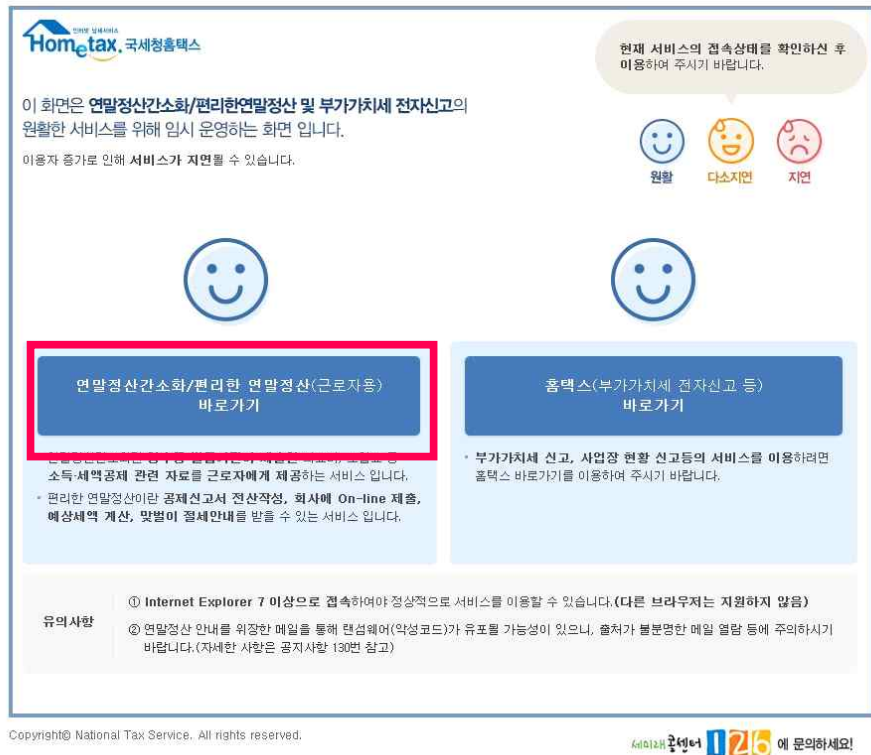 인터넷 납세서비스
Hometax. 국세청홈택스
현재 서비스의 접속상태를 확인하신 후
이용하여 주시기 바랍니다.
이 화면은 연말정산간소화/편리한연말정산 및 부가가치세 전자신고의
원활한 서비스를 위해 임시 운영하는 화면 입니다.
이용자 증가로 인해 서비스가 지연될 수 있습니다.
원활 다소지연 지연
연말정산간소화/편리한 연말정산(근로자용)
바로가기
소득·세액공제 관련 자료를 근로자에게 제공하는 서비스 입니다.
• 편리한 연말정산이란 공제신고서 전산작성, 회사에 On-line 제출,
예상세액 계산, 맞벌이 절세안내를 받을 수 있는 서비스 입니다.
홈택스(부가가치세 전자신고 등)
바로가기
• 부가가치세 신고, 사업장 현황 신고등의 서비스를 이용하려면
홈택스 바로가기를 이용하여 주시기 바랍니다.
유의사항
① Internet Explorer 7 이상으로 접속하여야 정상적으로 서비스를 이용할 수 있습니다.(다른 브라우저는 지원하지 않음)
② 연말정산 안내를 위장한 메일을 통해 랜섬웨어(악성코드)가 유포될 가능성이 있으니, 출처가 불분명한 메일 열람 등에 주의하시기
바랍니다.(자세한 사항은 공지사항 130번 참고)
Copyright© National Tax Service. All rights reserved.
세미래콜센터 126 에 문의하세요!